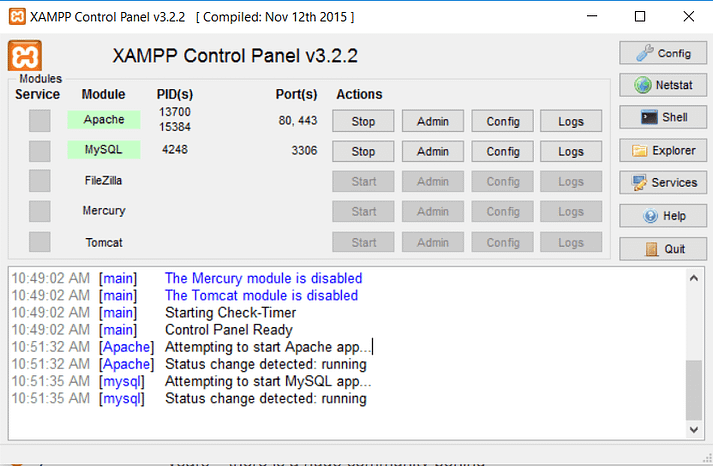 XAMPP Control Panel v3.2.2 [ Compiled: Nov 12th 2015 ]
XAMPP Control Panel v3.2.2
Modules
Service Module PID(s) Port(s) Actions
Apache 13700 15384 80, 443 Stop Admin Config Logs
MySQL 4248 3306 Stop Admin Config Logs
FileZilla Start Admin Config Logs
Mercury Start Admin Config Logs
Tomcat Start Admin Config Logs
Config
Netstat
Shell
Explorer
Services
Help
Quit
10:49:02 AM [main] The Mercury module is disabled
10:49:02 AM [main] The Tomcat module is disabled
10:49:02 AM [main] Starting Check-Timer
10:49:02 AM [main] Control Panel Ready
10:51:32 AM [Apache] Attempting to start Apache app...
10:51:32 AM [Apache] Status change detected: running
10:51:35 AM [mysql] Attempting to start MySQL app...
10:51:35 AM [mysql] Status change detected: running